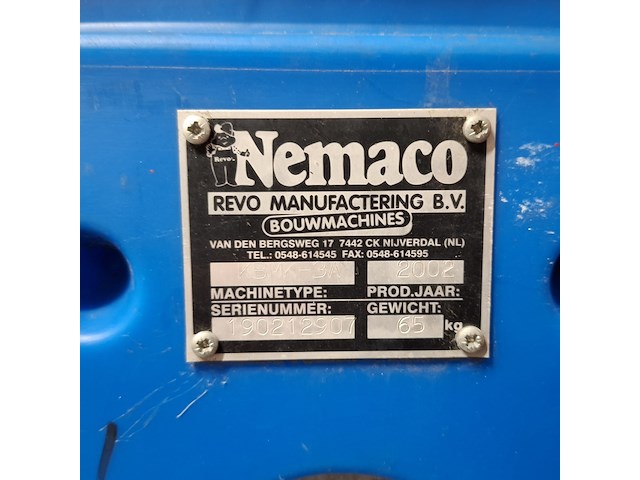 Revo's
Nemaco
REVO MANUFACTERING B.V.
BOUWMACHINES
VAN DEN BERGSWEG 17 7442 CK NIJVERDAL (NL)
TEL.: 0548-614545 FAX: 0548-614595
2002
MACHINETYPE: PROD.JAAR:
SERIENUMMER: GEWICHT:
190212907 65 kg